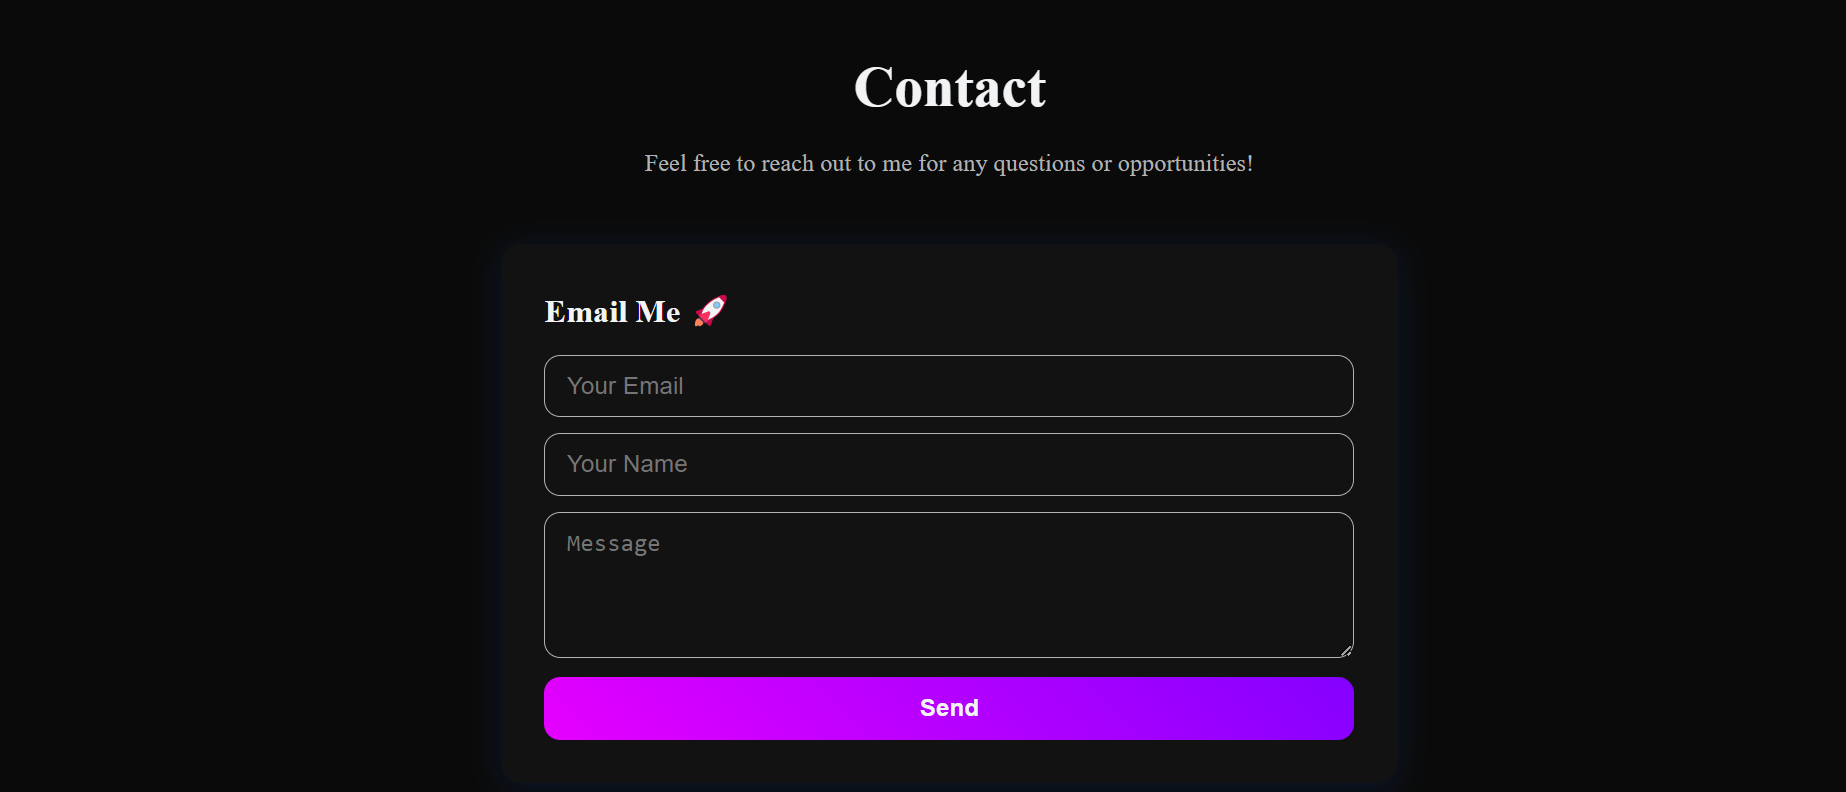 Contact
Feel free to reach out to me for any questions or opportunities!
Email Me 🚀
Your Email
Your Name
Message
Send